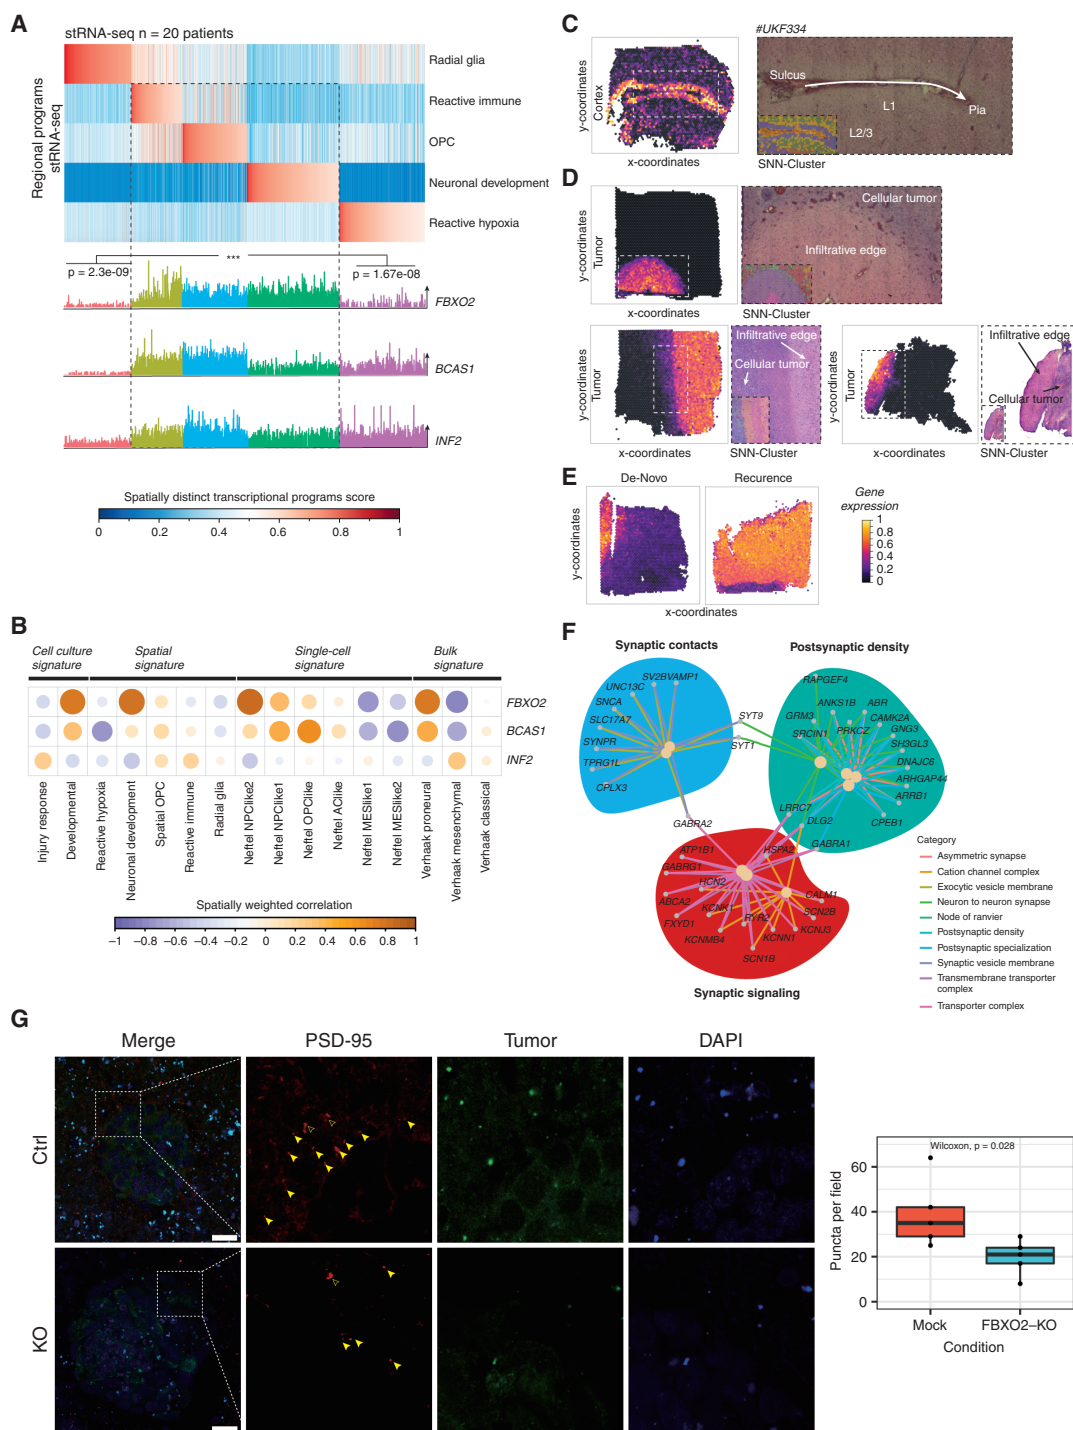 A
stRNA-seq n = 20 patients
Regional programs
stRNA-seq
Radial glia
Reactive immune
OPC
Neuronal development
Reactive hypoxia
***
p = 2.3e-09
p = 1.67e-08
FBXO2
BCAS1
INF2
Spatially distinct transcriptional programs score
0 0.2 0.4 0.6 0.8 1
B
Cell culture signature
Spatial signature
Single-cell signature
Bulk signature
FBXO2
BCAS1
INF2
Injury response
Developmental
Reactive hypoxia
Neuronal development
Spatial OPC
Reactive immune
Radial glia
Neftel NPClike2
Neftel NPClike1
Neftel OPClike
Neftel AClike
Neftel MESlike1
Neftel MESlike2
Verhaak proneural
Verhaak mesenchymal
Verhaak classical
Spatially weighted correlation
−1 −0.8 −0.6 −0.4 −0.2 0 0.2 0.4 0.6 0.8 1
C
#UKF334
y-coordinates
Cortex
x-coordinates
Sulcus
L1
Pia
L2/3
SNN-Cluster
D
y-coordinates
Tumor
x-coordinates
Cellular tumor
Infiltrative edge
SNN-Cluster
y-coordinates
Tumor
x-coordinates
Infiltrative edge
Cellular tumor
SNN-Cluster
y-coordinates
Tumor
x-coordinates
Infiltrative edge
Cellular tumor
SNN-Cluster
E
De-Novo
Recurence
y-coordinates
x-coordinates
Gene
expression
1
0.8
0.6
0.4
0.2
0
F
Synaptic contacts
Postsynaptic density
SV2B
VAMP1
UNC13C
SNCA
SLC17A7
SYNPR
TPRG1L
CPLX3
SYT9
SYT1
GABRA2
RAPGEF4
ANKS1B
ABR
GRM3
CAMK2A
SRCIN1
PRKCZ
GNG3
SH3GL3
DNAJC6
ARHGAP44
ARRB1
CPEB1
LRRC7
DLG2
GABRA1
HSPA2
ATP1B1
GABRG1
HCN2
ABCA2
KCNK1
FXYD1
RYR2
CALM1
SCN2B
KCNJ3
KCNMB4
KCNN1
SCN1B
Synaptic signaling
Category
Asymmetric synapse
Cation channel complex
Exocytic vesicle membrane
Neuron to neuron synapse
Node of ranvier
Postsynaptic density
Postsynaptic specialization
Synaptic vesicle membrane
Transmembrane transporter
complex
Transporter complex
G
Merge
PSD-95
Tumor
DAPI
Ctrl
KO
Wilcoxon, p = 0.028
Puncta per field
60
40
20
0
Mock
FBXO2–KO
Condition